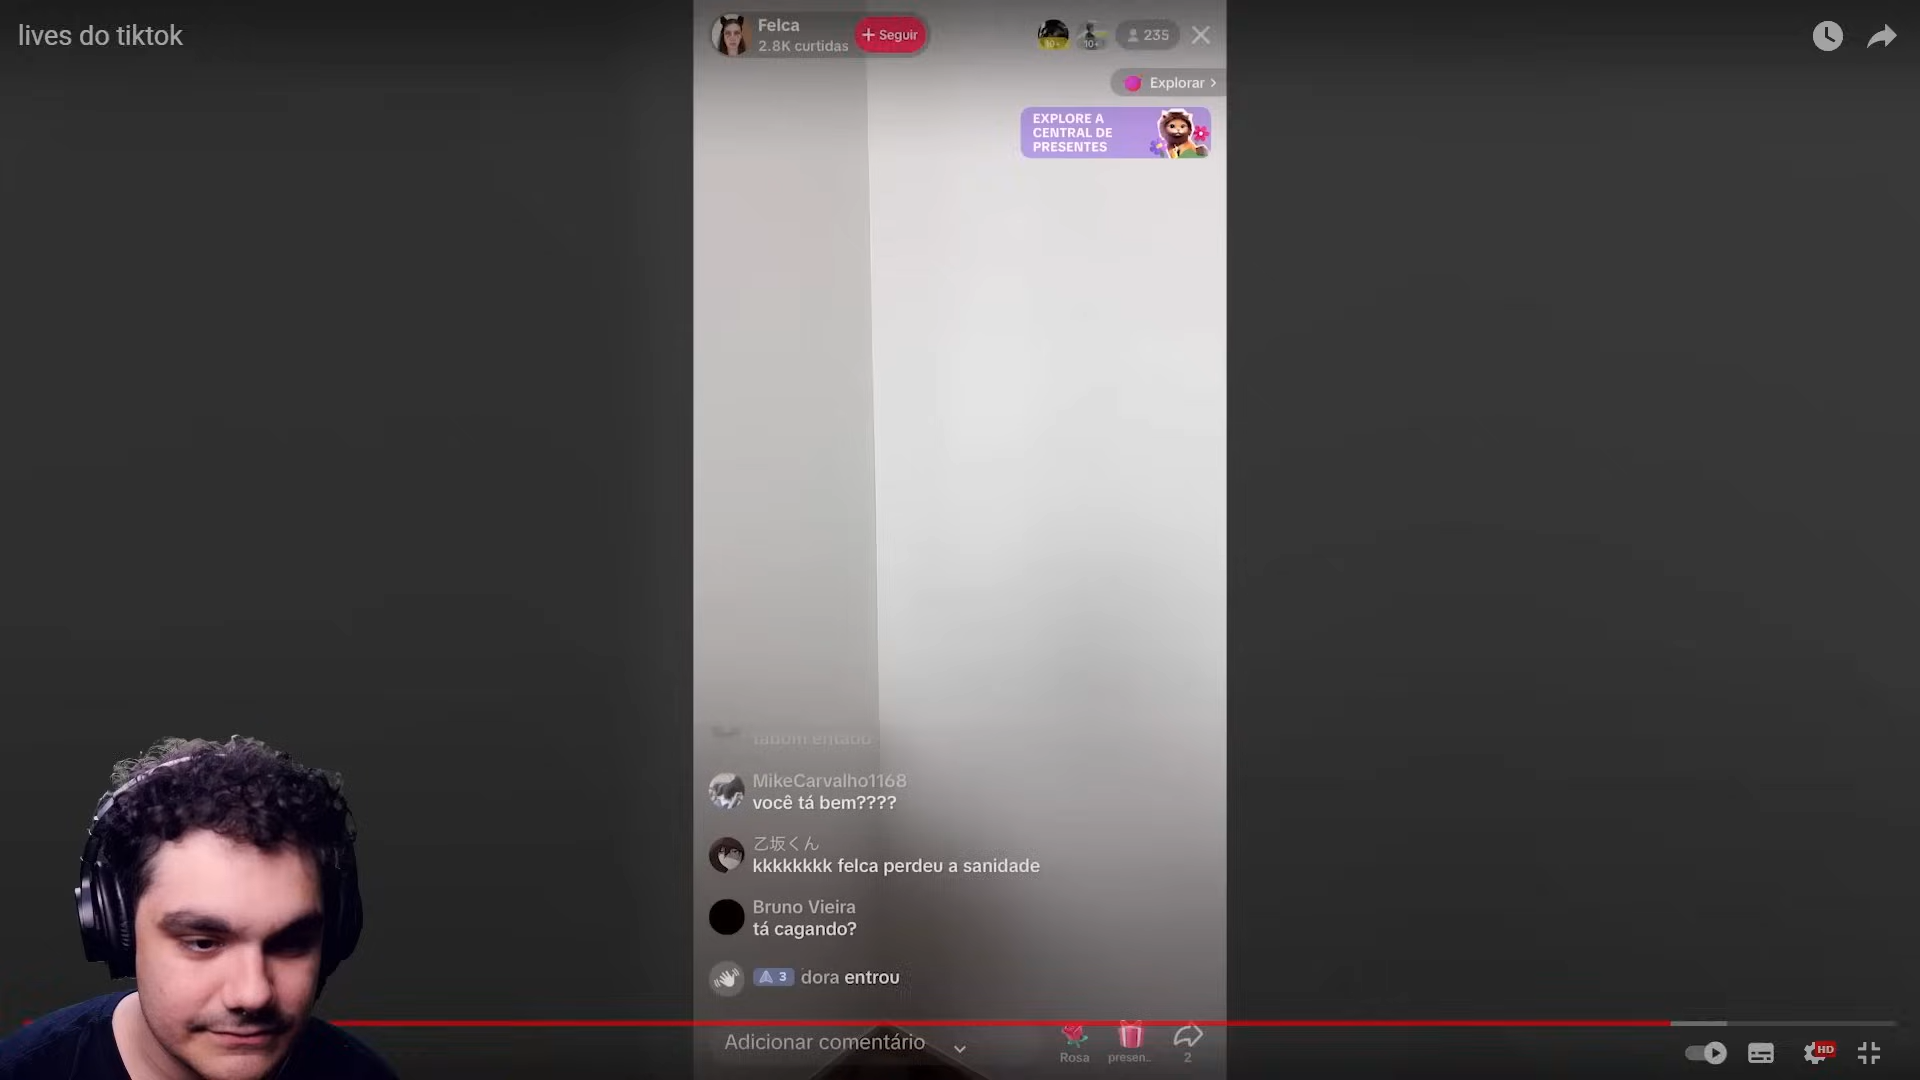 lives do tiktok
Felca
2.8K curtidas
+ Seguir
10+
10+
235
Explorar >
EXPLORE A
CENTRAL DE
PRESENTES
MikeCarvalho1168
você tá bem????
乙坂くん
kkkkkkkk felca perdeu a sanidade
Bruno Vieira
tá cagando?
3 dora entrou
Adicionar comentário
Rosa
presen..
2
HD